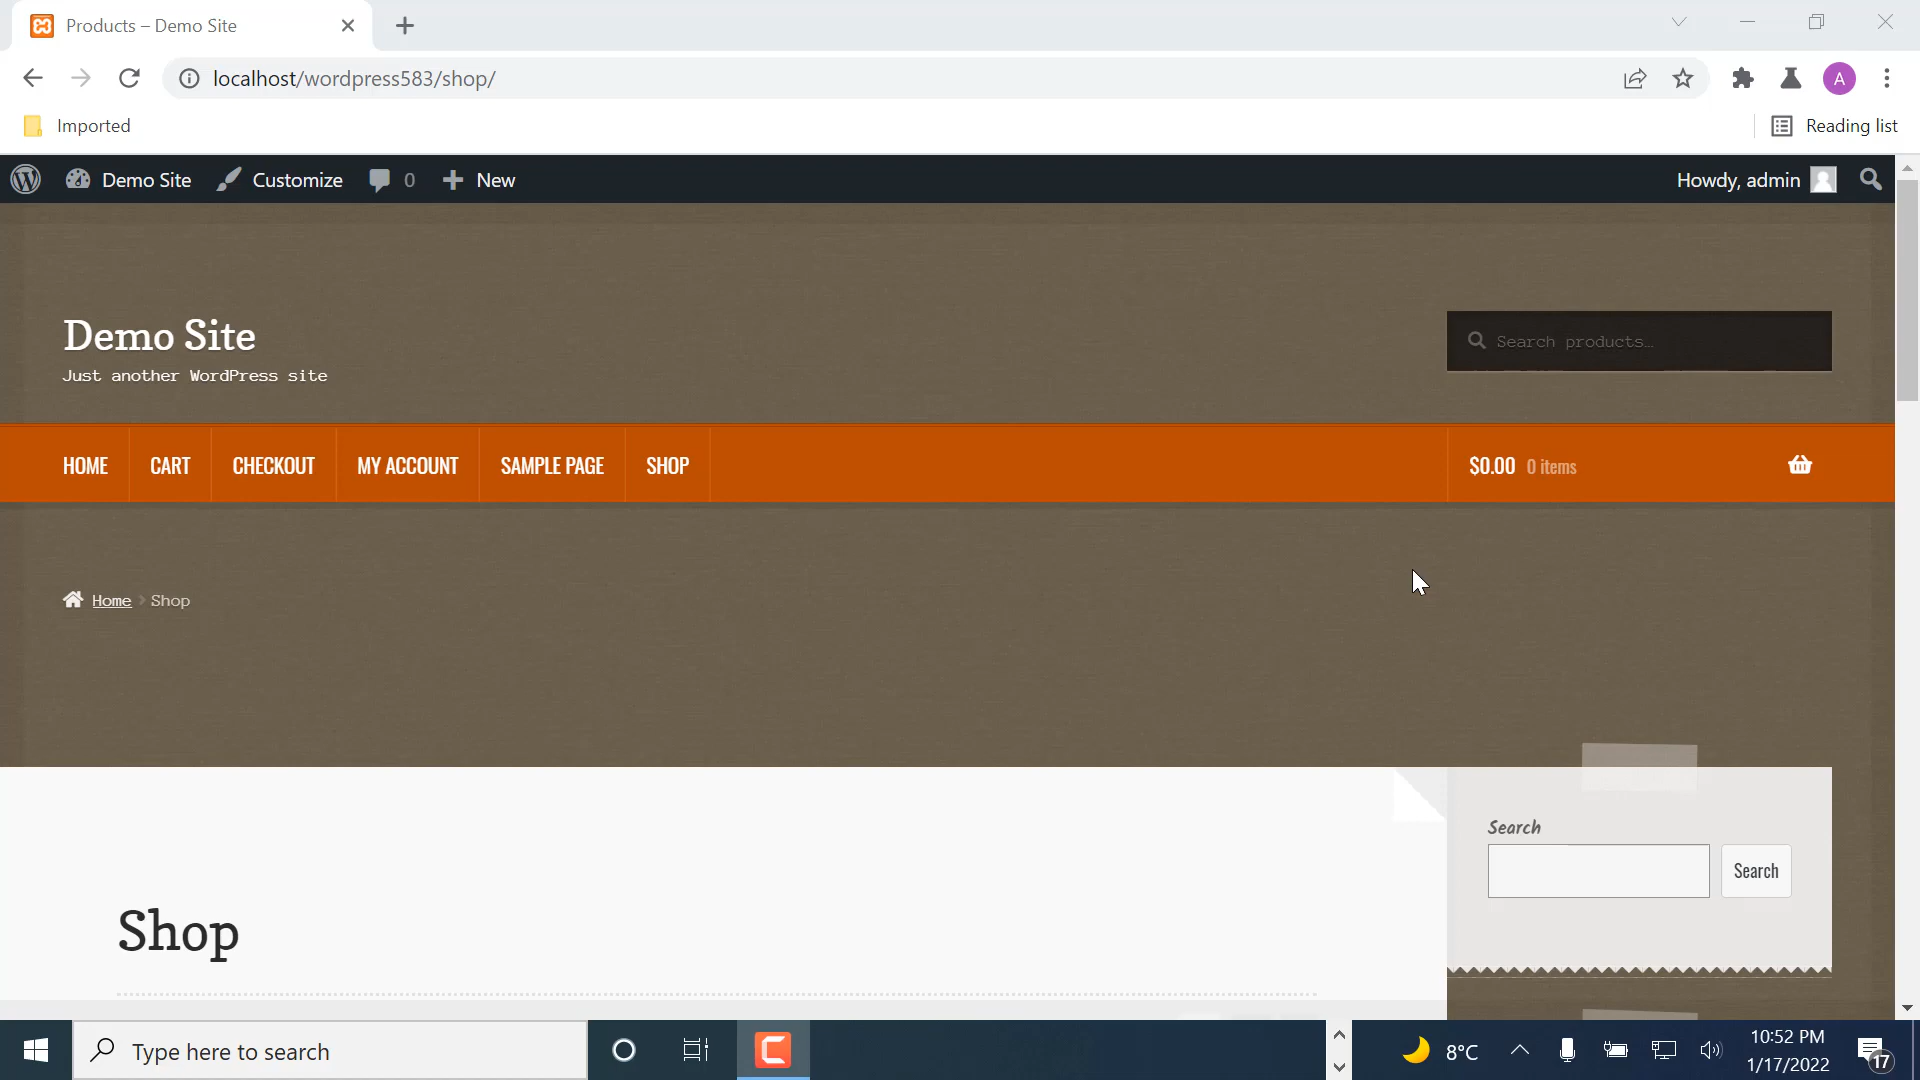 Products – Demo Site
localhost/wordpress583/shop/
A
Imported
Reading list
Demo Site
Customize
0
New
Howdy, admin
Demo Site
Just another WordPress site
Search products…
HOME
CART
CHECKOUT
MY ACCOUNT
SAMPLE PAGE
SHOP
$0.00 0 items
Home
Shop
Search
Search
Shop
Type here to search
8°C
10:52 PM
1/17/2022
17